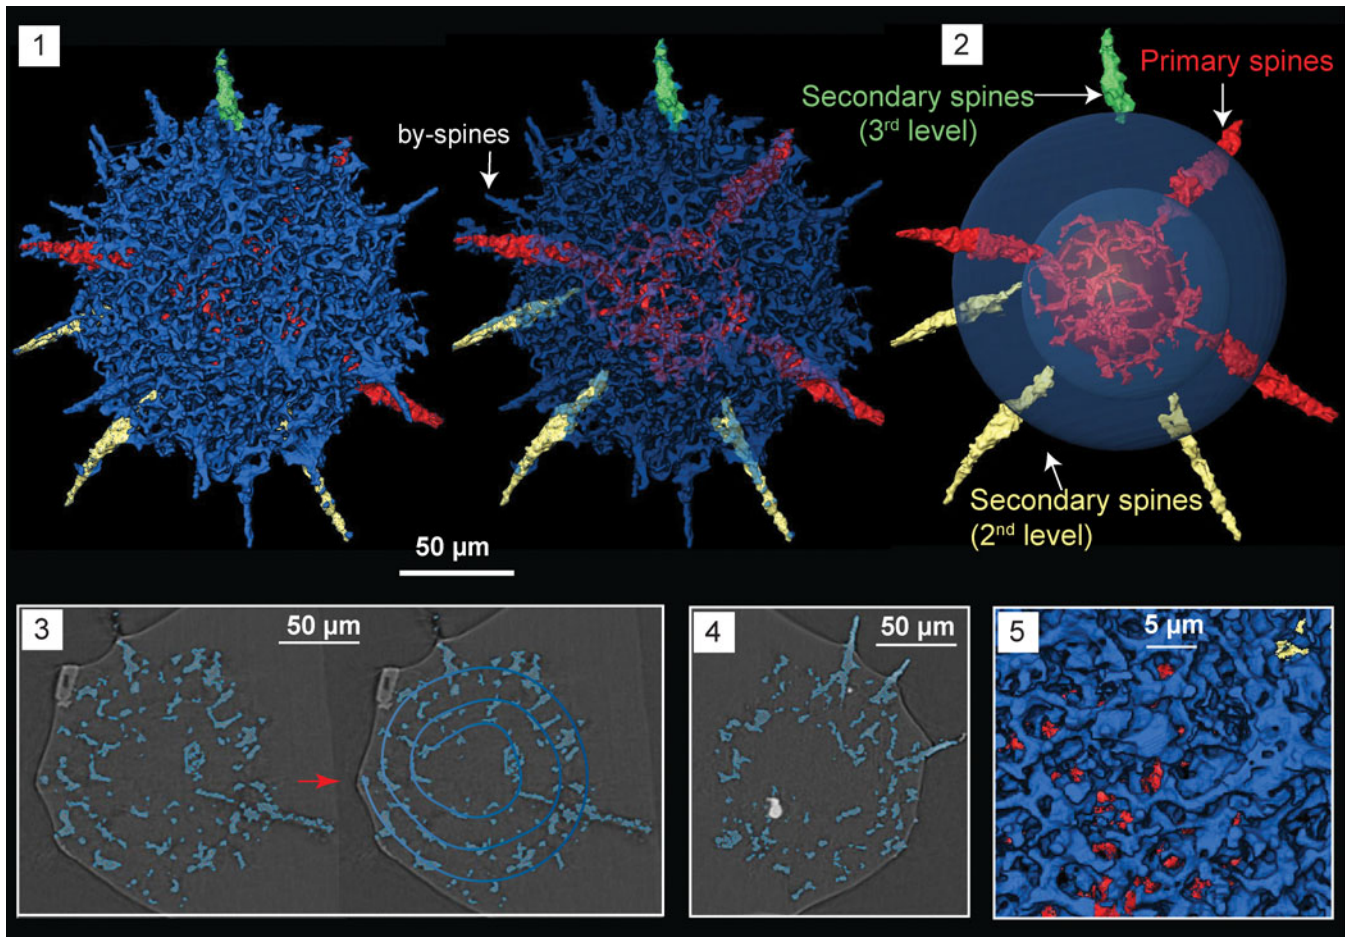 1
by-spines
2
Primary spines
Secondary spines
(3rd level)
Secondary spines
(2nd level)
50 µm
3
50 µm
4
50 µm
5
5 µm